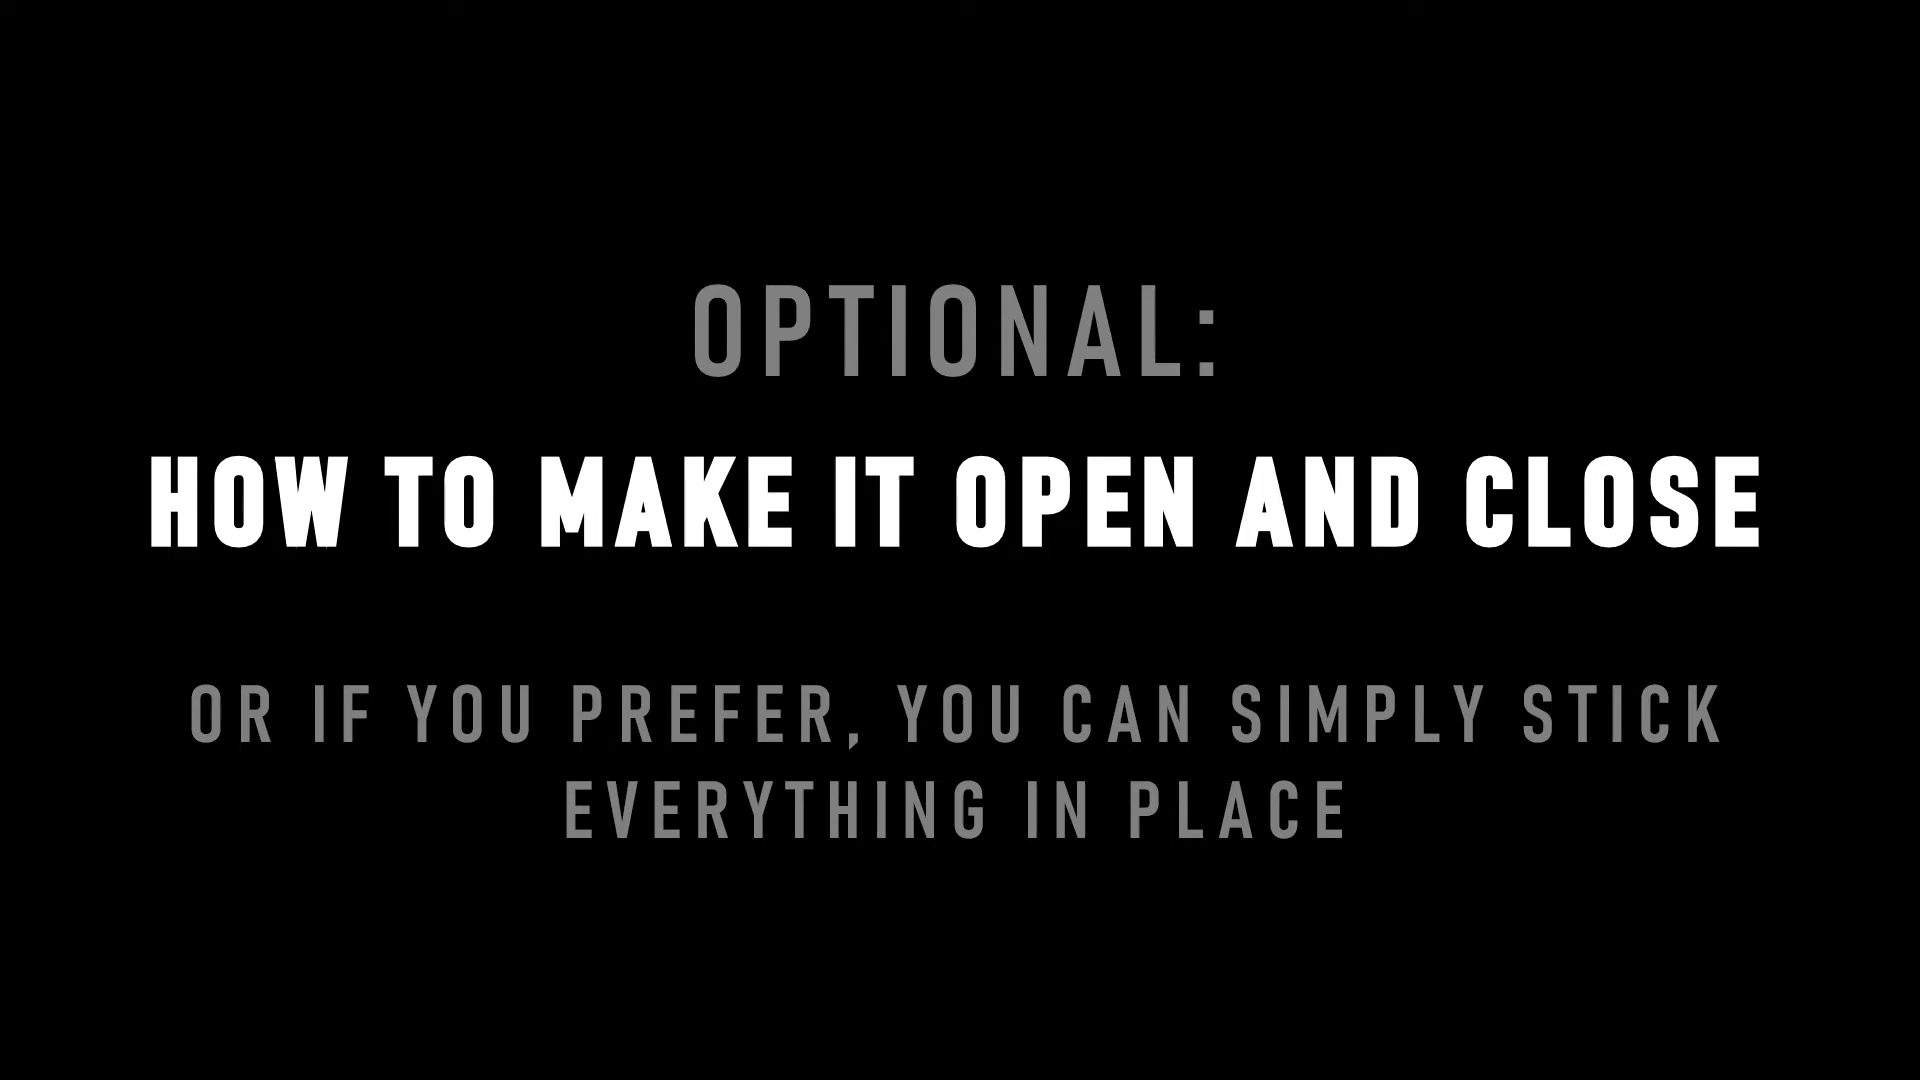 OPTIONAL:
HOW TO MAKE IT OPEN AND CLOSE
OR IF YOU PREFER, YOU CAN SIMPLY STICK
EVERYTHING IN PLACE